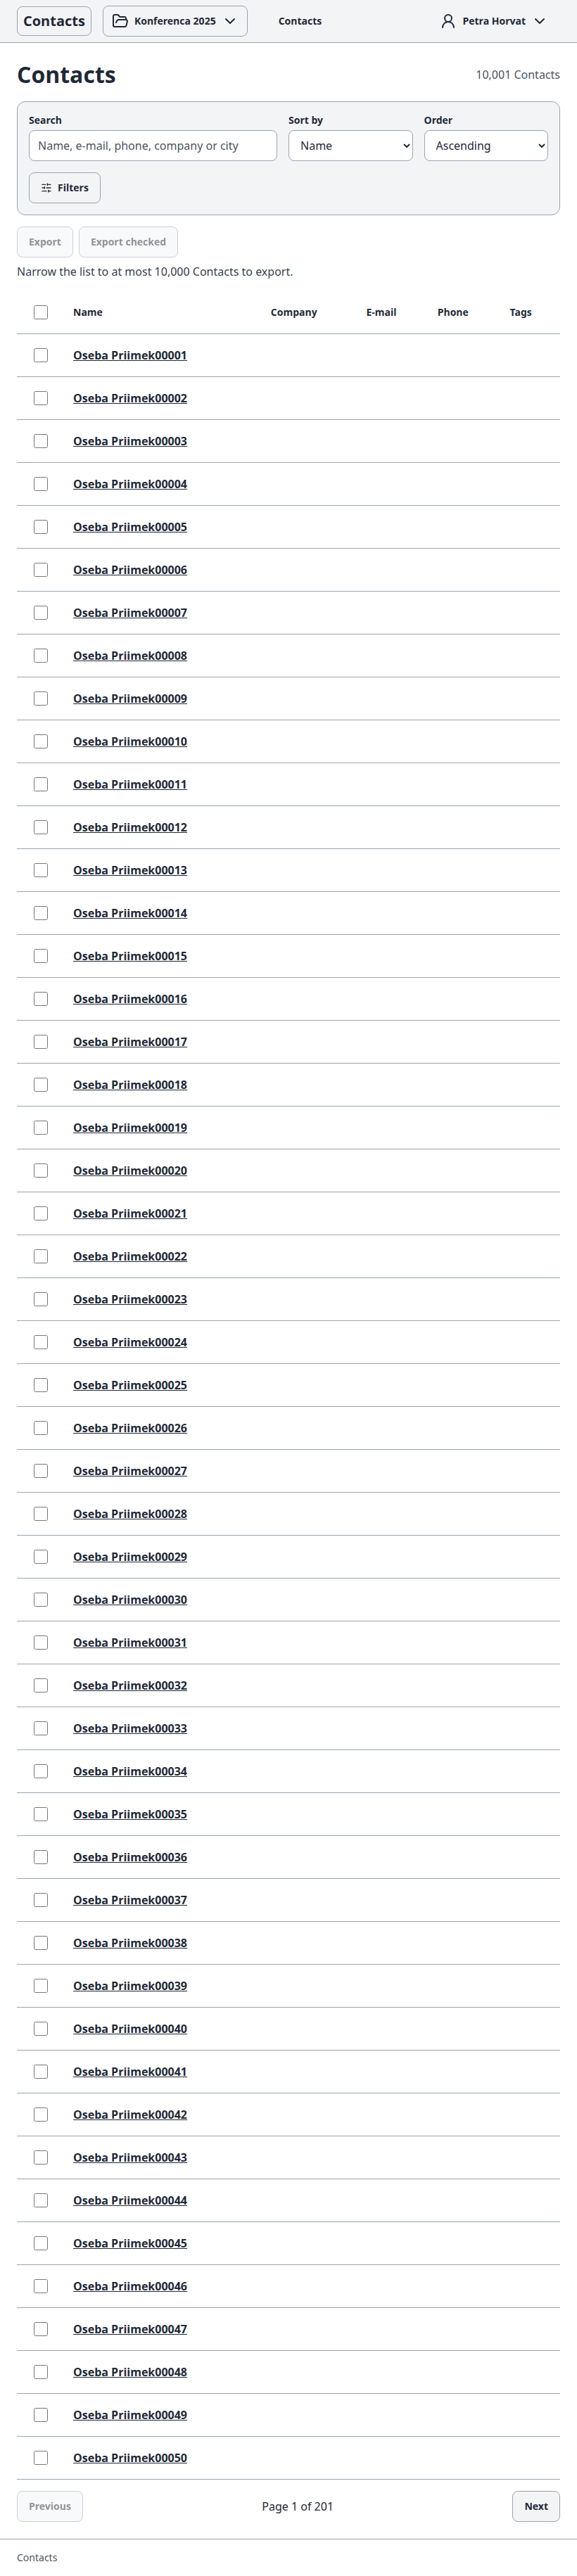 Contacts Konferenca 2025 Contacts Petra Horvat
Contacts 10,001 Contacts
Search Sort by Order
Name, e-mail, phone, company or city Name Ascending
Filters
Export Export checked
Narrow the list to at most 10,000 Contacts to export.
Name Company E-mail Phone Tags
Oseba Priimek00001
Oseba Priimek00002
Oseba Priimek00003
Oseba Priimek00004
Oseba Priimek00005
Oseba Priimek00006
Oseba Priimek00007
Oseba Priimek00008
Oseba Priimek00009
Oseba Priimek00010
Oseba Priimek00011
Oseba Priimek00012
Oseba Priimek00013
Oseba Priimek00014
Oseba Priimek00015
Oseba Priimek00016
Oseba Priimek00017
Oseba Priimek00018
Oseba Priimek00019
Oseba Priimek00020
Oseba Priimek00021
Oseba Priimek00022
Oseba Priimek00023
Oseba Priimek00024
Oseba Priimek00025
Oseba Priimek00026
Oseba Priimek00027
Oseba Priimek00028
Oseba Priimek00029
Oseba Priimek00030
Oseba Priimek00031
Oseba Priimek00032
Oseba Priimek00033
Oseba Priimek00034
Oseba Priimek00035
Oseba Priimek00036
Oseba Priimek00037
Oseba Priimek00038
Oseba Priimek00039
Oseba Priimek00040
Oseba Priimek00041
Oseba Priimek00042
Oseba Priimek00043
Oseba Priimek00044
Oseba Priimek00045
Oseba Priimek00046
Oseba Priimek00047
Oseba Priimek00048
Oseba Priimek00049
Oseba Priimek00050
Previous Page 1 of 201 Next
Contacts